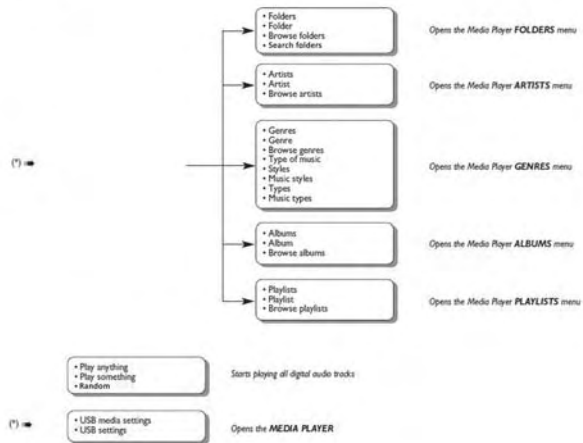 • Folders
• Folder
• Browse folders
• Search folders
Opens the Media Player FOLDERS menu
• Artists
• Artist
• Browse artists
Opens the Media Player ARTISTS menu
(*)
• Genres
• Genre
• Browse genres
• Type of music
• Styles
• Music styles
• Types
• Music types
Opens the Media Player GENRES menu
• Albums
• Album
• Browse albums
Opens the Media Player ALBUMS menu
• Playlists
• Playlist
• Browse playlists
Opens the Media Player PLAYLISTS menu
• Play anything
• Play something
• Random
Starts playing all digital audio tracks
(*)
• USB media settings
• USB settings
Opens the MEDIA PLAYER